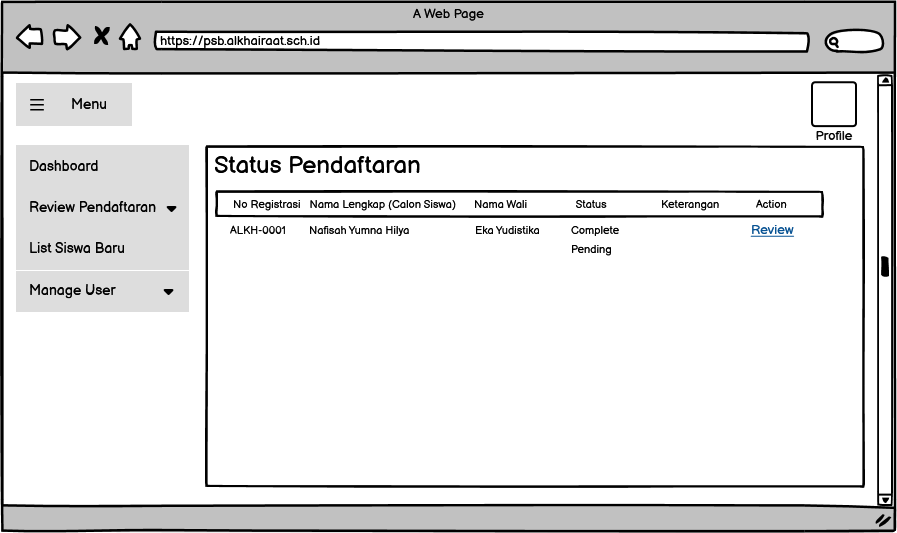 A Web Page
https://psb.alkhairaat.sch.id
Menu
Profile
Dashboard
Review Pendaftaran
List Siswa Baru
Manage User
Status Pendaftaran
No Registrasi Nama Lengkap (Calon Siswa) Nama Wali Status Keterangan Action
ALKH-0001 Nafisah Yumna Hilya Eka Yudistika Complete Review
Pending